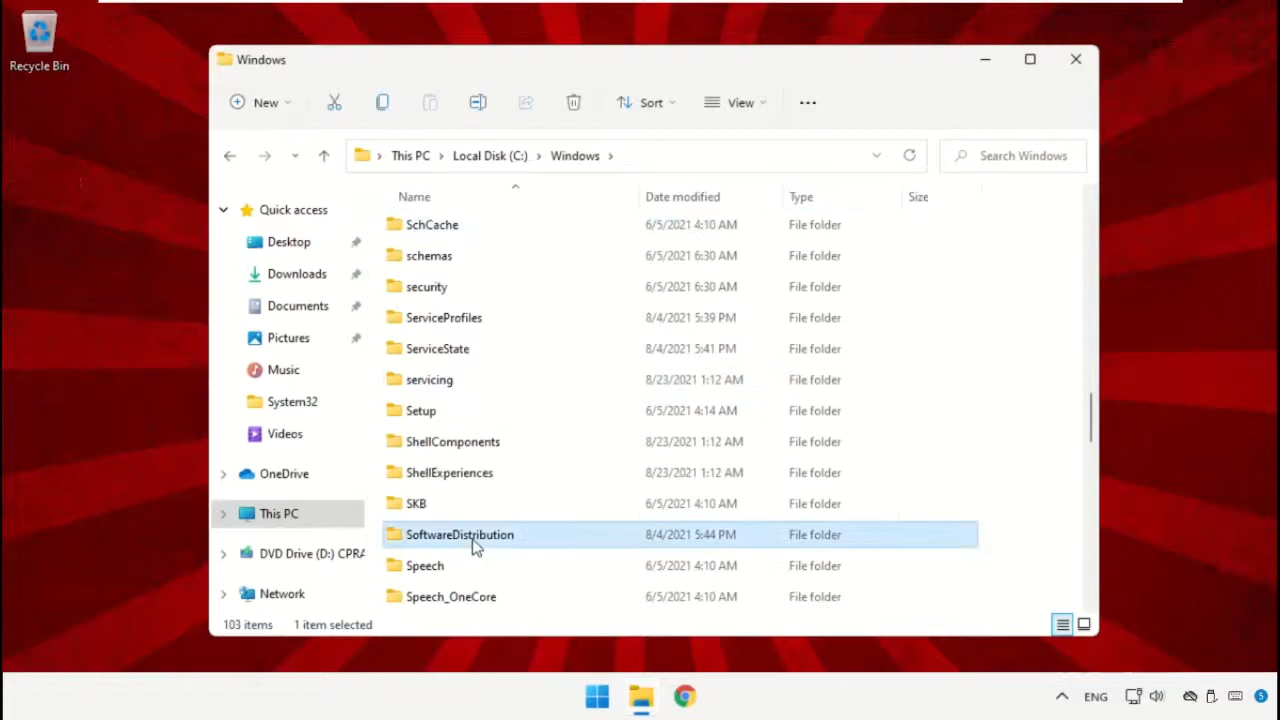 Recycle Bin
Windows
New
Sort
View
This PC
Local Disk (C:)
Windows
Search Windows
Name
Date modified
Type
Size
Quick access
Desktop
Downloads
Documents
Pictures
Music
System32
Videos
OneDrive
This PC
DVD Drive (D:) CPRA
Network
SchCache 6/5/2021 4:10 AM File folder
schemas 6/5/2021 6:30 AM File folder
security 6/5/2021 6:30 AM File folder
ServiceProfiles 8/4/2021 5:39 PM File folder
ServiceState 8/4/2021 5:41 PM File folder
servicing 8/23/2021 1:12 AM File folder
Setup 6/5/2021 4:14 AM File folder
ShellComponents 8/23/2021 1:12 AM File folder
ShellExperiences 8/23/2021 1:12 AM File folder
SKB 6/5/2021 4:10 AM File folder
SoftwareDistribution 8/4/2021 5:44 PM File folder
Speech 6/5/2021 4:10 AM File folder
Speech_OneCore 6/5/2021 4:10 AM File folder
103 items
1 item selected
ENG
5